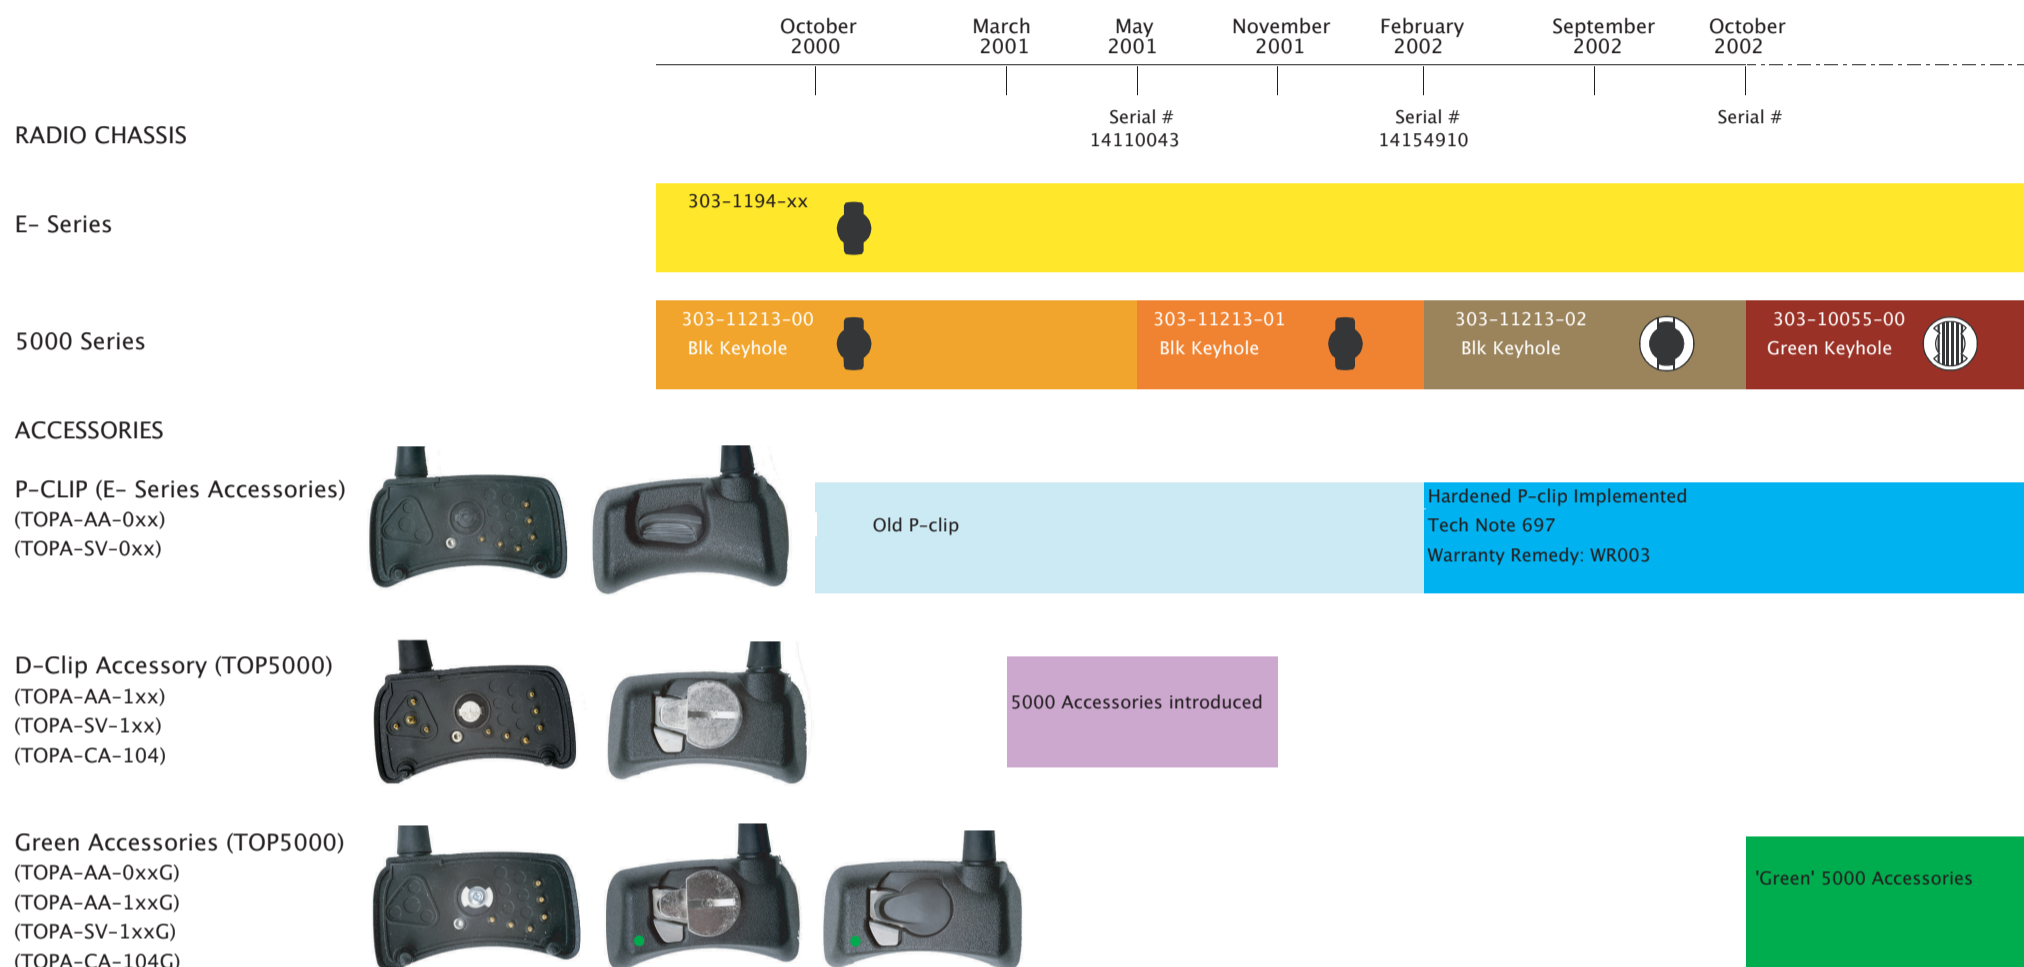 October March May November February September October
2000 2001 2001 2001 2002 2002 2002
Serial # Serial # Serial #
RADIO CHASSIS 14110043 14154910
303-1194-xx
E- Series
303-11213-00 303-11213-01 303-11213-02 303-10055-00
5000 Series Blk Keyhole Blk Keyhole Blk Keyhole Green Keyhole
ACCESSORIES
P-CLIP (E- Series Accessories)
(TOPA-AA-0xx)
(TOPA-SV-0xx)
Old P-clip
Hardened P-clip Implemented
Tech Note 697
Warranty Remedy: WR003
D-Clip Accessory (TOP5000)
(TOPA-AA-1xx)
(TOPA-SV-1xx)
(TOPA-CA-104)
5000 Accessories introduced
Green Accessories (TOP5000)
(TOPA-AA-0xxG)
(TOPA-AA-1xxG)
(TOPA-SV-1xxG)
(TOPA-CA-104G)
'Green' 5000 Accessories